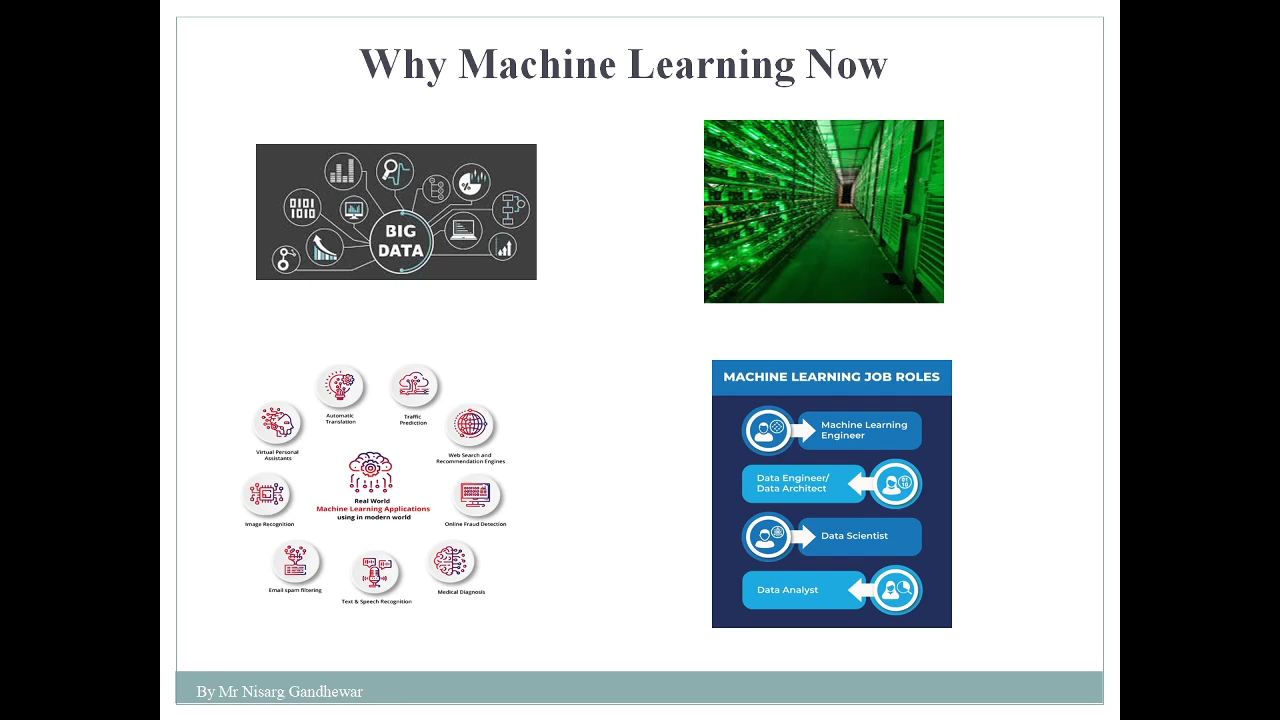 Why Machine Learning Now
0101
1010
%
BIG
DATA
Automatic
Translation
Traffic
Prediction
Virtual Personal
Assistants
Web Search and
Recommendation Engines
Real World
Machine Learning Applications
using in modern world
Image Recognition
Online Fraud Detection
Email spam filtering
Text & Speech Recognition
Medical Diagnosis
MACHINE LEARNING JOB ROLES
Machine Learning
Engineer
Data Engineer/
Data Architect
Data Scientist
Data Analyst
By Mr Nisarg Gandhewar